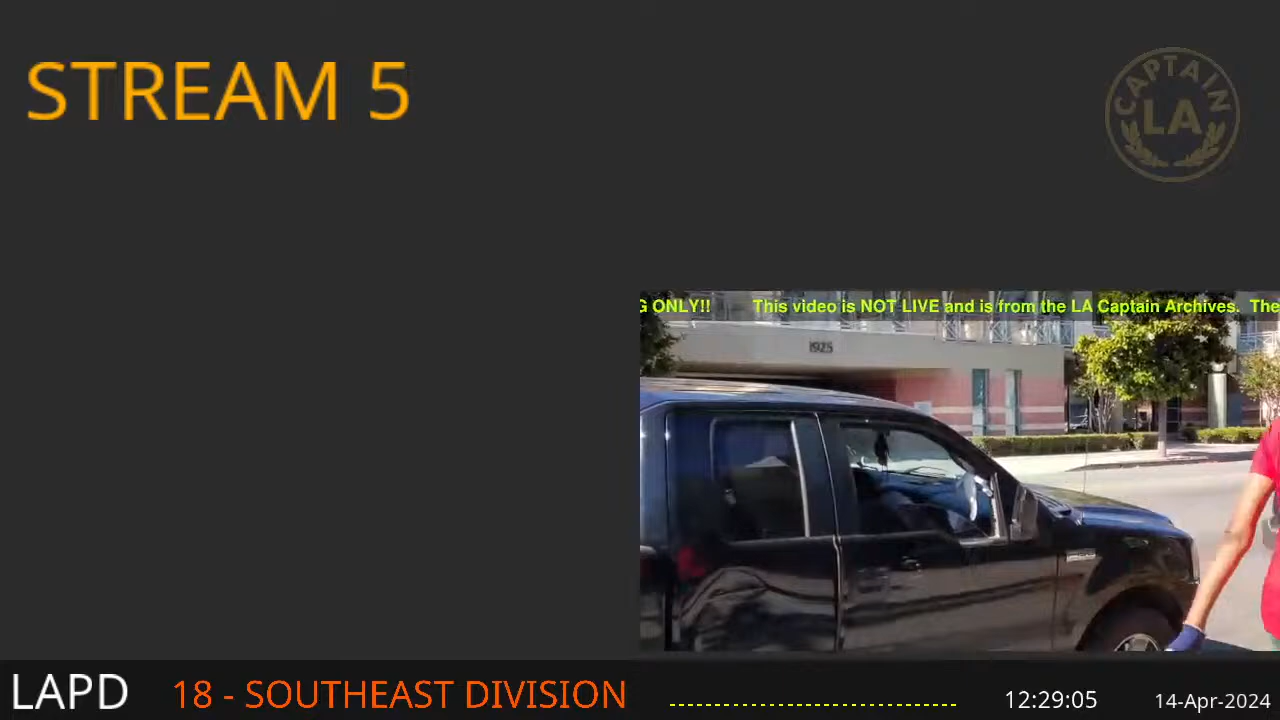 STREAM 5
CAPTAIN
LA
G ONLY!! This video is NOT LIVE and is from the LA Captain Archives. The
1925
LAPD 18 - SOUTHEAST DIVISION 12:29:05 14-Apr-2024